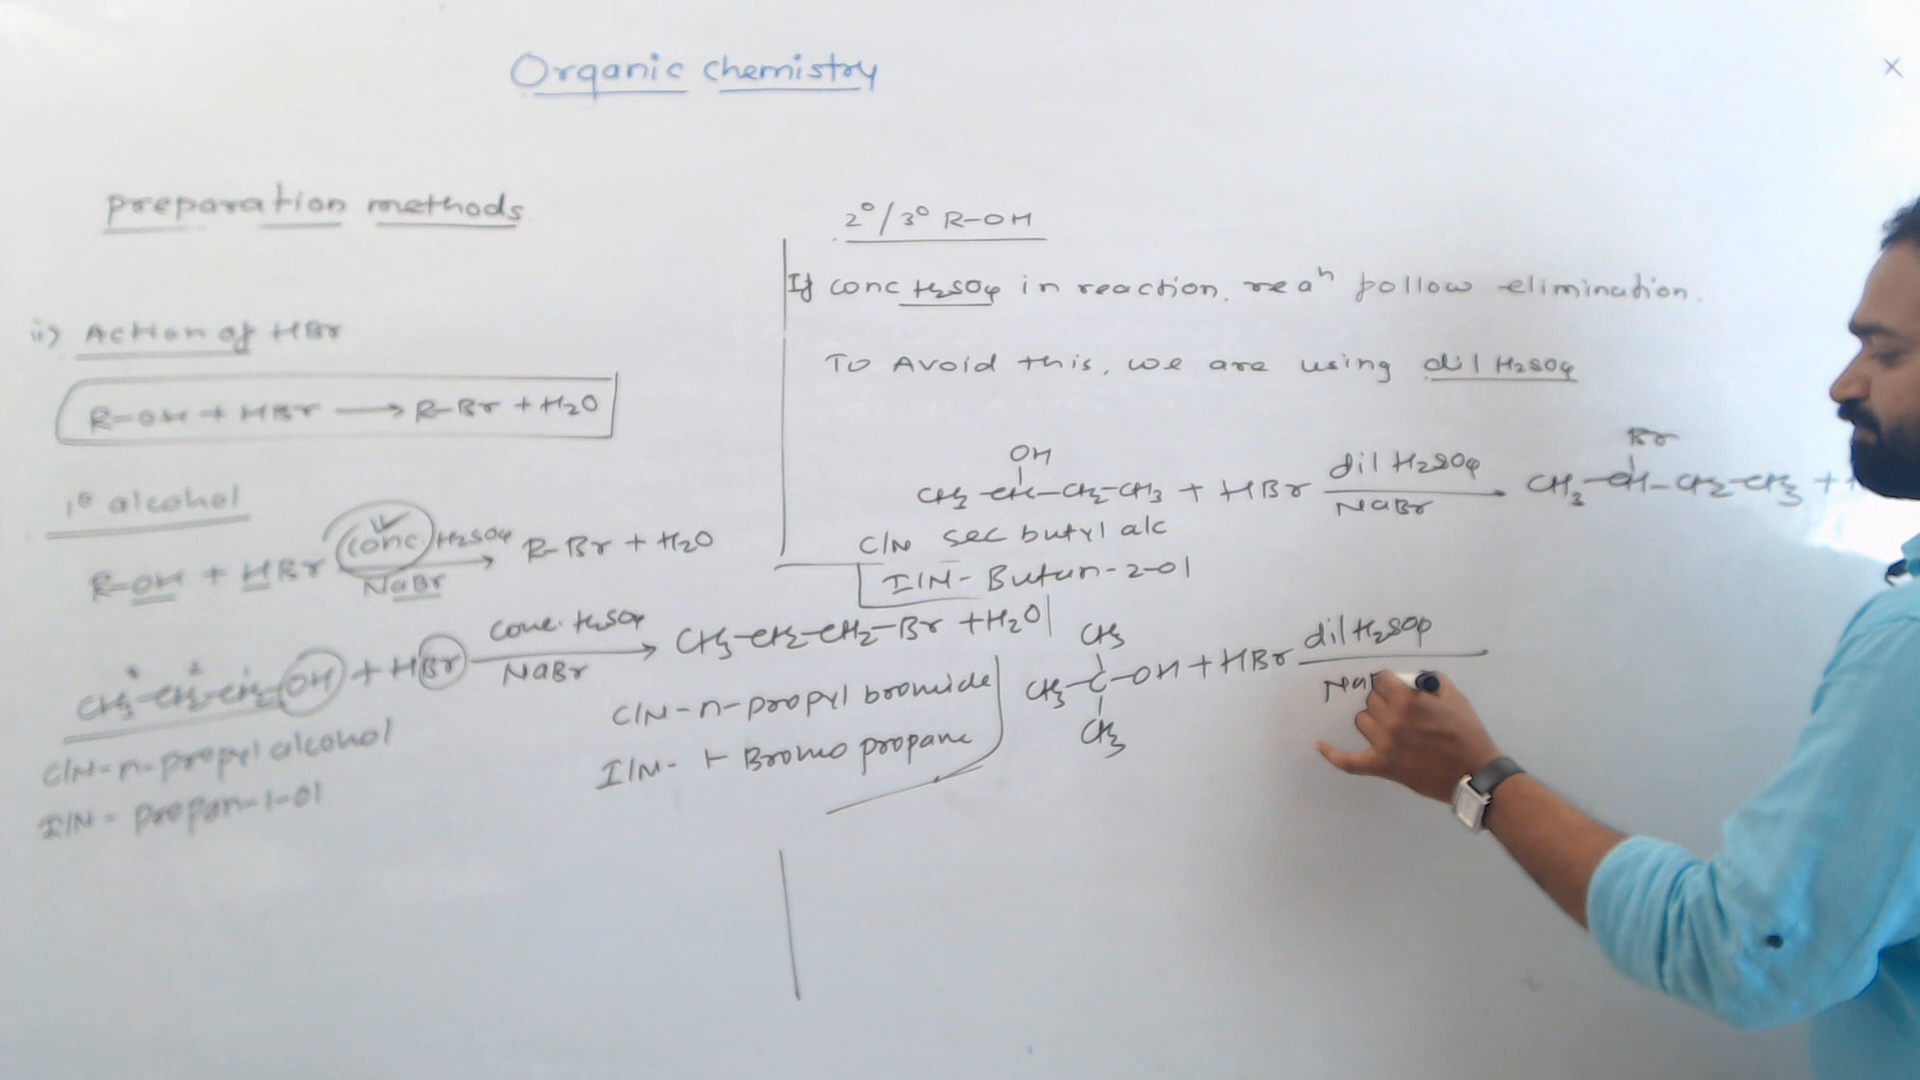 Organic chemistry
preparation methods
ii) Action of HBr
R-OH + HBr → R-Br + H2O
1° alcohol
R-OH + HBr conc H2SO4 → NaBr R-Br + H2O
CH3-CH2-CH2-OH + HBr conc. H2SO4 → NaBr CH3-CH2-CH2-Br + H2O
C/N-n-propyl alcohol
I/N- propan-1-ol
C/N-n-propyl bromide
I/N- 1-Bromo propane
2°/3° R-OH
If conc H2SO4 in reaction, rea^n follow elimination.
To Avoid this, we are using dil H2SO4
OH
Br
CH3-CH-CH2-CH3 + HBr dil H2SO4 → NaBr CH3-CH-CH2-CH3 +
C/N sec butyl alc
I/N- Butan-2-ol
CH3
CH3-C-OH + HBr dil H2SO4
CH3